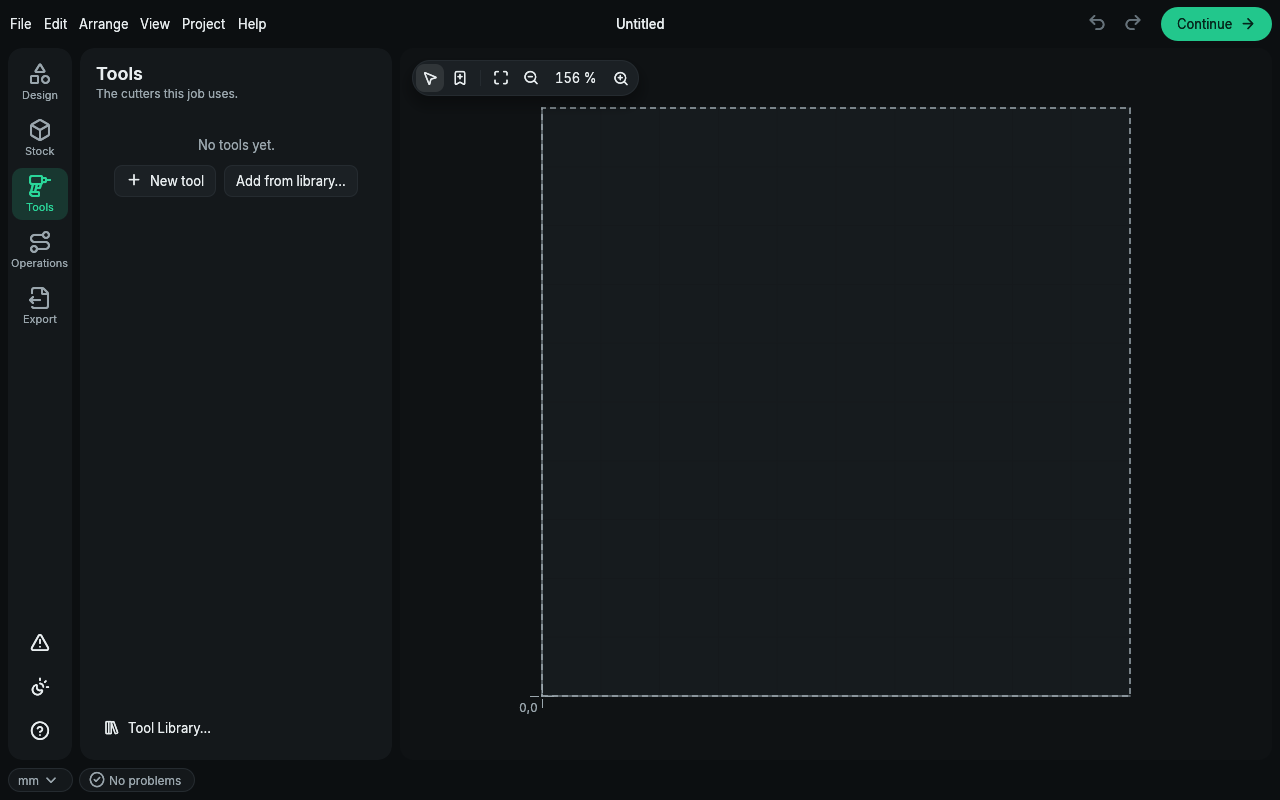 File Edit Arrange View Project Help
Untitled
Continue
Design
Stock
Tools
Operations
Export
Tools
The cutters this job uses.
No tools yet.
New tool
Add from library...
Tool Library...
156 %
0,0
mm
No problems